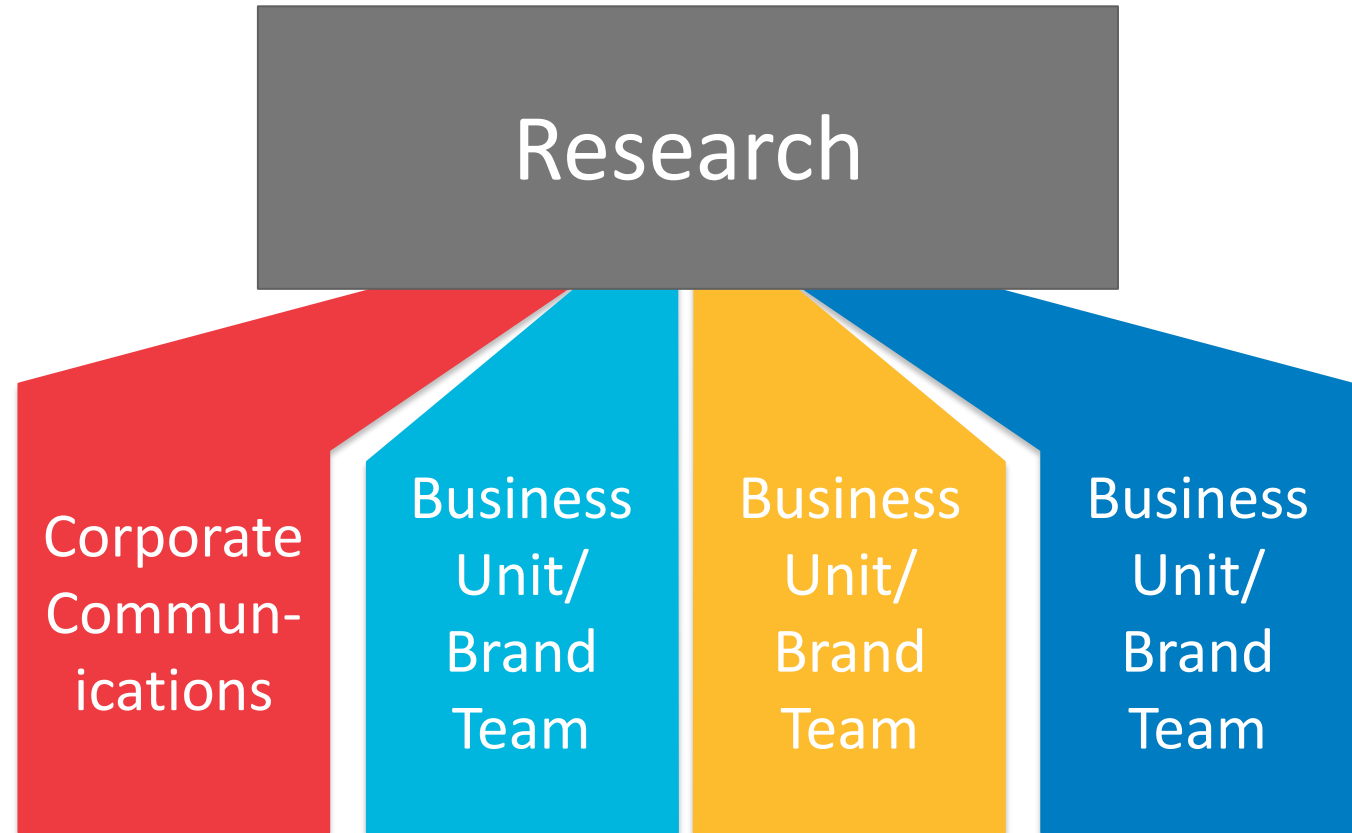 Research
Corporate
Commun-
ications
Business
Unit/
Brand
Team
Business
Unit/
Brand
Team
Business
Unit/
Brand
Team